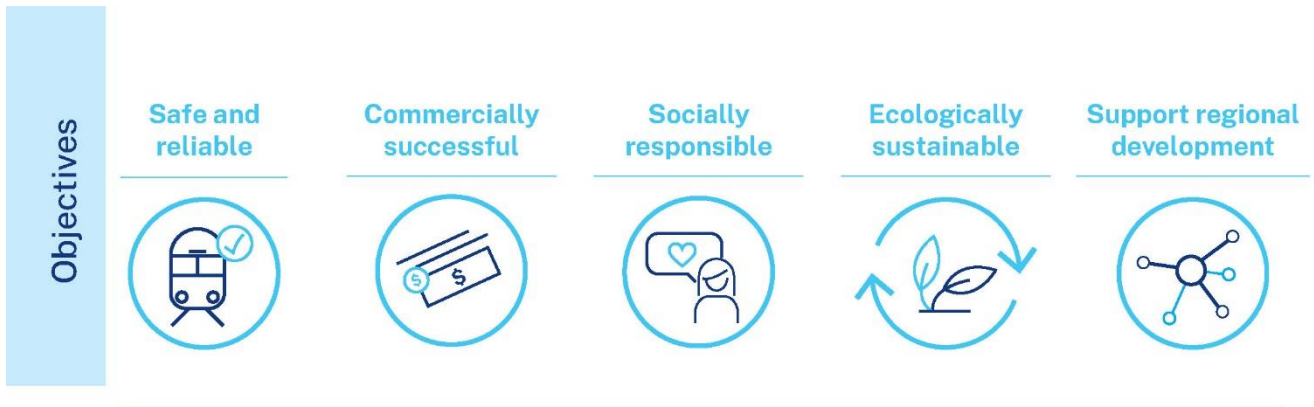 Objectives
Safe and
reliable
Commercially
successful
Socially
responsible
Ecologically
sustainable
Support regional
development
$
$